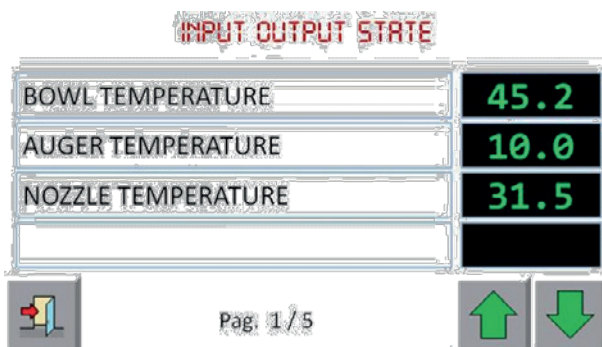 INPUT OUTPUT STATE
BOWL TEMPERATURE 45.2
AUGER TEMPERATURE 10.0
NOZZLE TEMPERATURE 31.5
Pag. 1/5